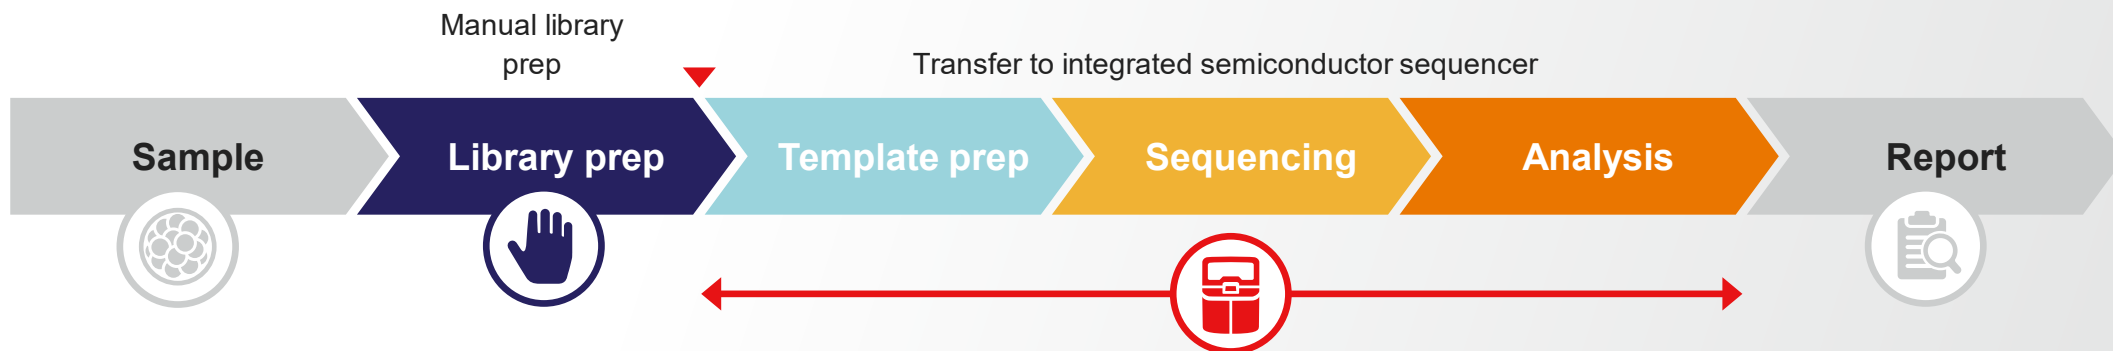 Manual library
prep
Transfer to integrated semiconductor sequencer
Sample
Library prep
Template prep
Sequencing
Analysis
Report